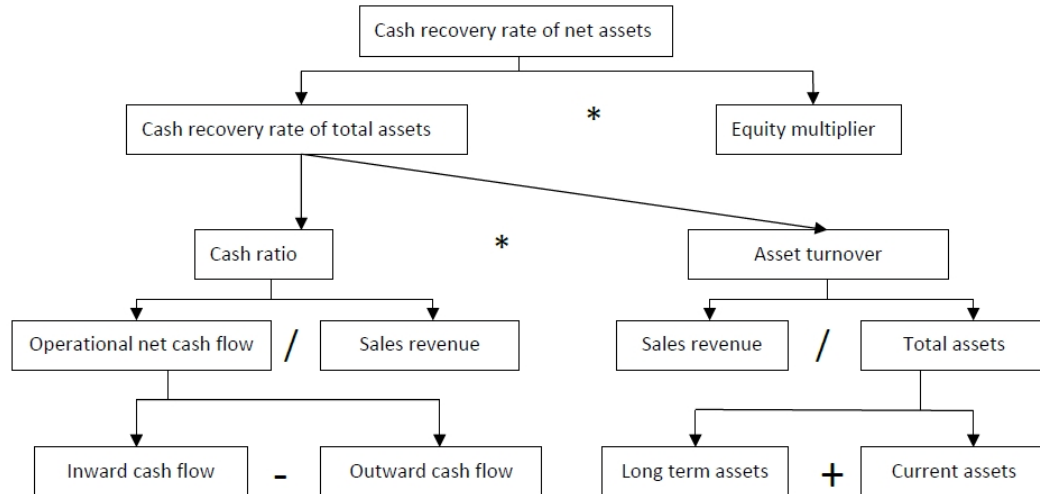 Cash recovery rate of net assets
Cash recovery rate of total assets * Equity multiplier
Cash ratio * Asset turnover
Operational net cash flow / Sales revenue Sales revenue / Total assets
Inward cash flow - Outward cash flow Long term assets + Current assets